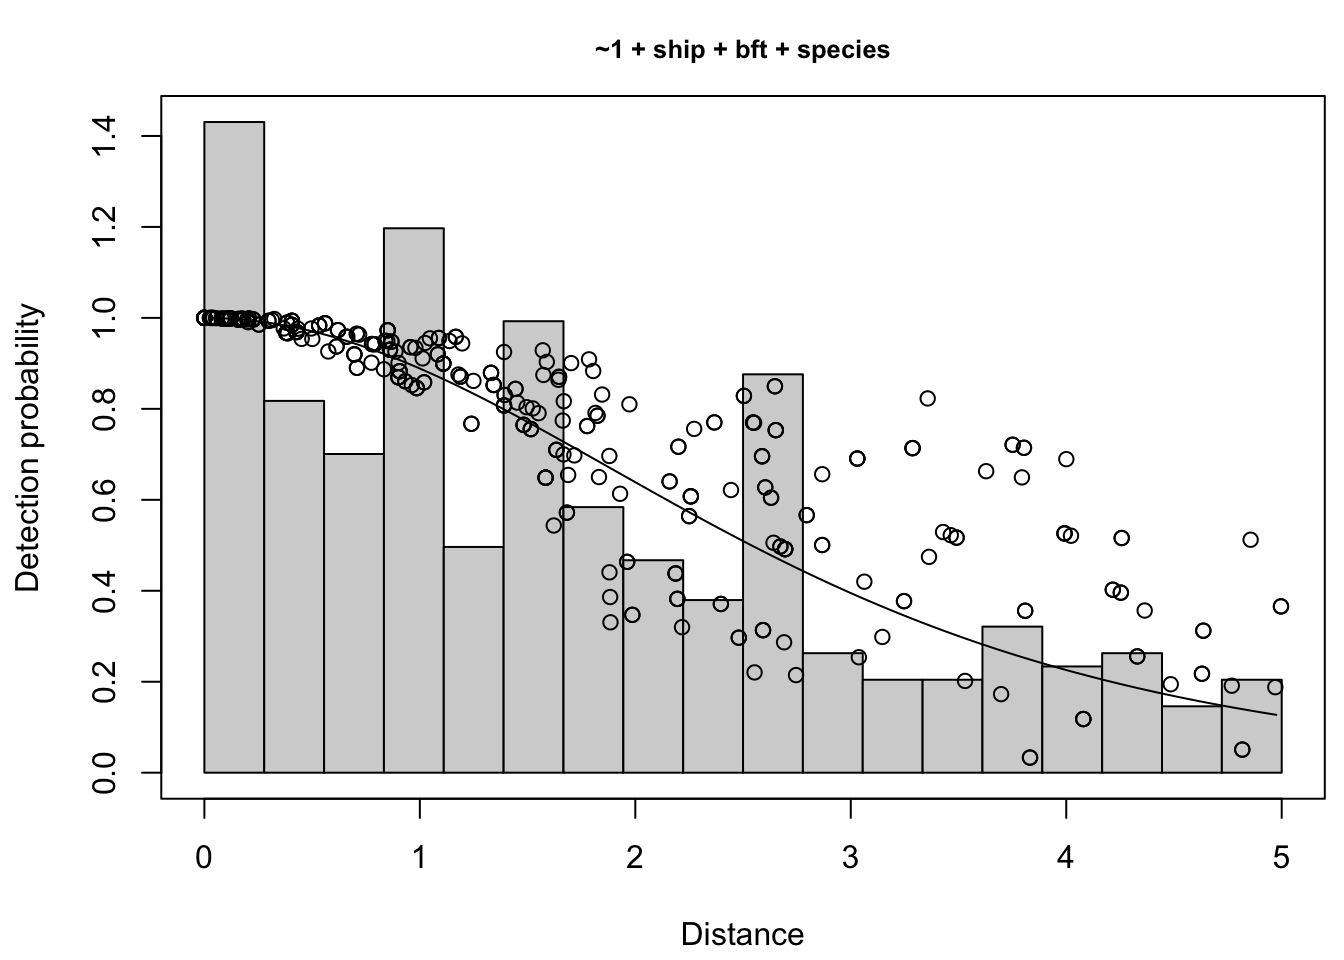 ~1 + ship + bft + species
Detection probability
1.4
1.2
1.0
0.8
0.6
0.4
0.2
0.0
0 1 2 3 4 5
Distance